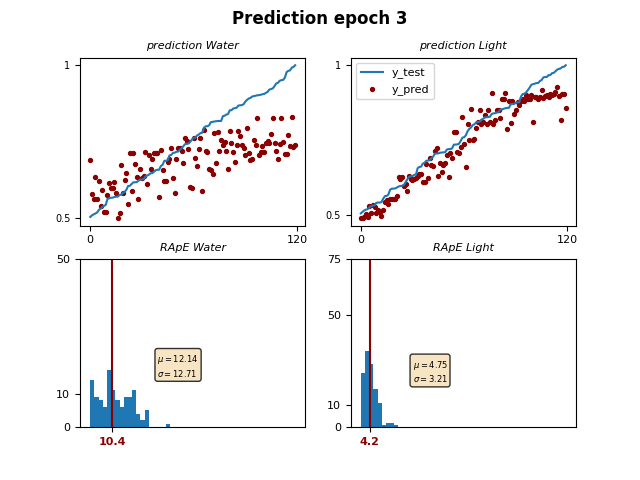 Prediction epoch 3
prediction Water
prediction Light
1
0.5
0
120
1
0.5
0
120
y_test
y_pred
RApE Water
RApE Light
50
10
0
μ = 12.14
σ = 12.71
10.4
75
50
10
0
μ = 4.75
σ = 3.21
4.2